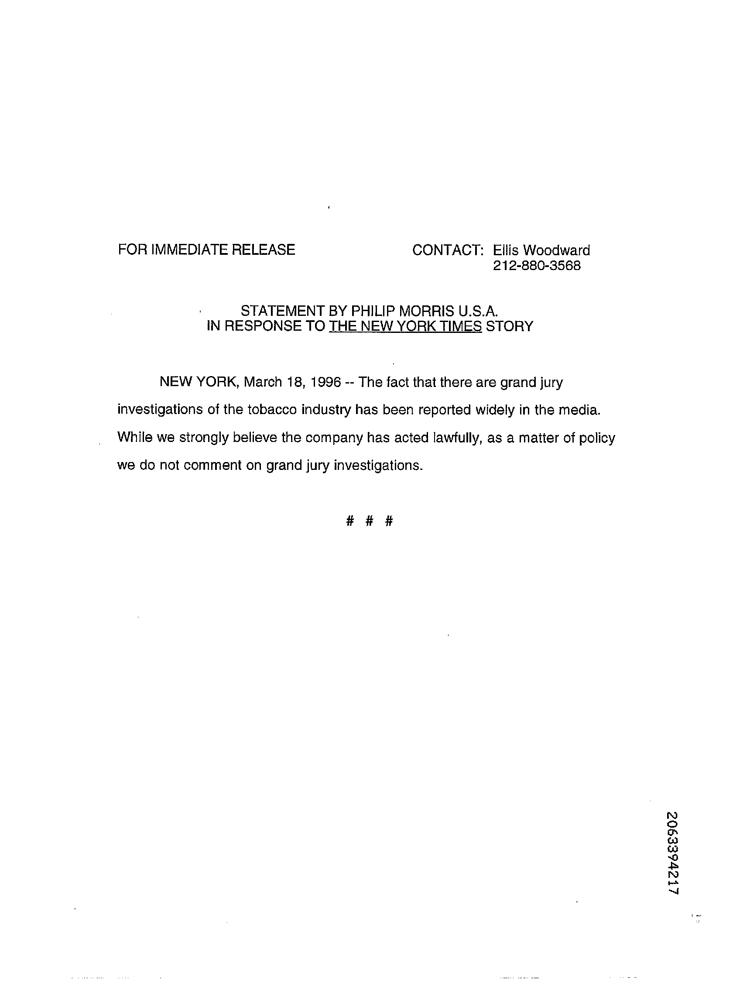 FOR IMMEDIATE RELEASE
CONTACT: Ellis Woodward
212-880-3568
STATEMENT BY PHILIP MORRIS U.S.A.
IN RESPONSE TO THE NEW YORK TIMES STORY
NEW YORK, March 18, 1996 -- The fact that there are grand jury
investigations of the tobacco industry has been reported widely in the media.
While we strongly believe the company has acted lawfully, as a matter of policy
we do not comment on grand jury investigations.
# # #
2063394217